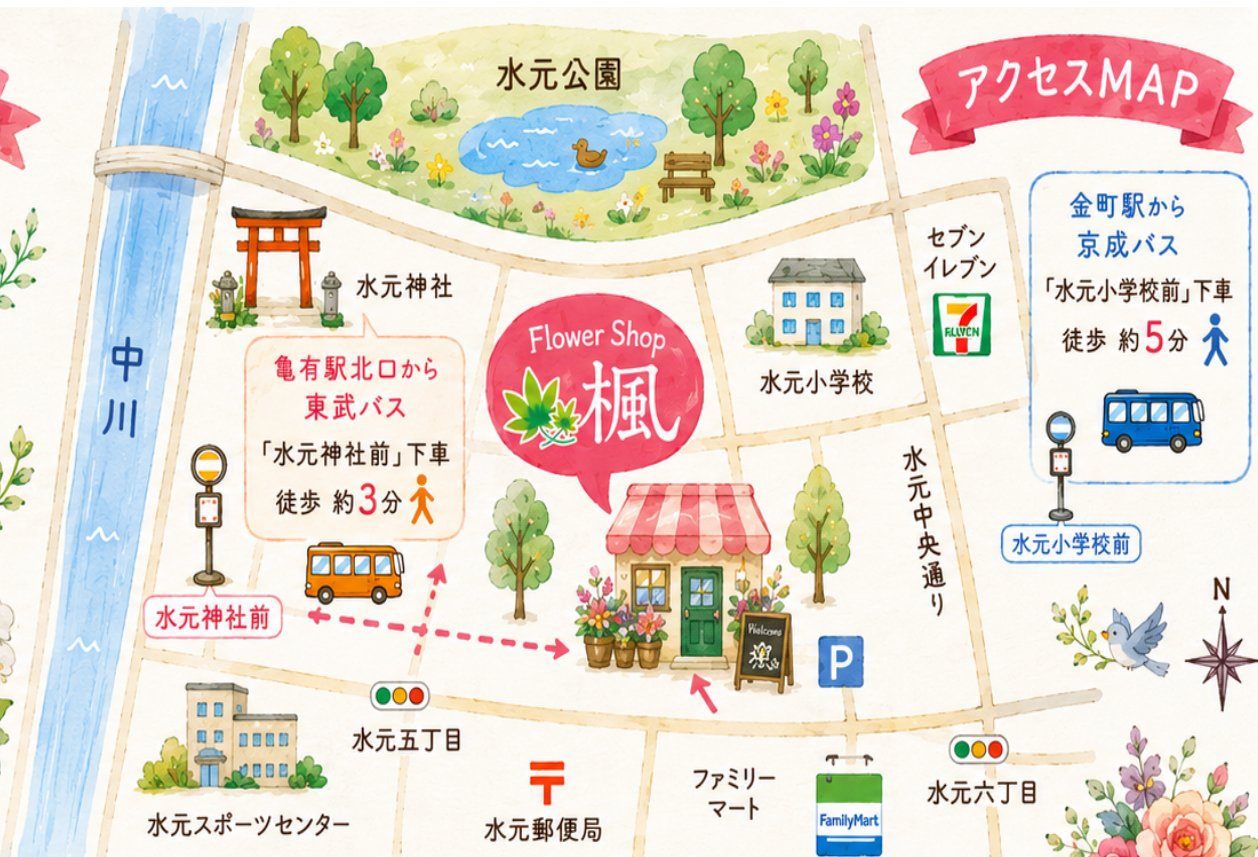 水元公園
アクセスMAP
金町駅から
京成バス
「水元小学校前」下車
徒歩 約5分
水元小学校前
セブン
イレブン
7
水元神社
亀有駅北口から
東武バス
「水元神社前」下車
徒歩 約3分
水元神社前
中川
Flower Shop
楓
水元小学校
水元中央通り
Welcome
P
N
水元五丁目
水元スポーツセンター
〒
水元郵便局
ファミリー
マート
FamilyMart
水元六丁目